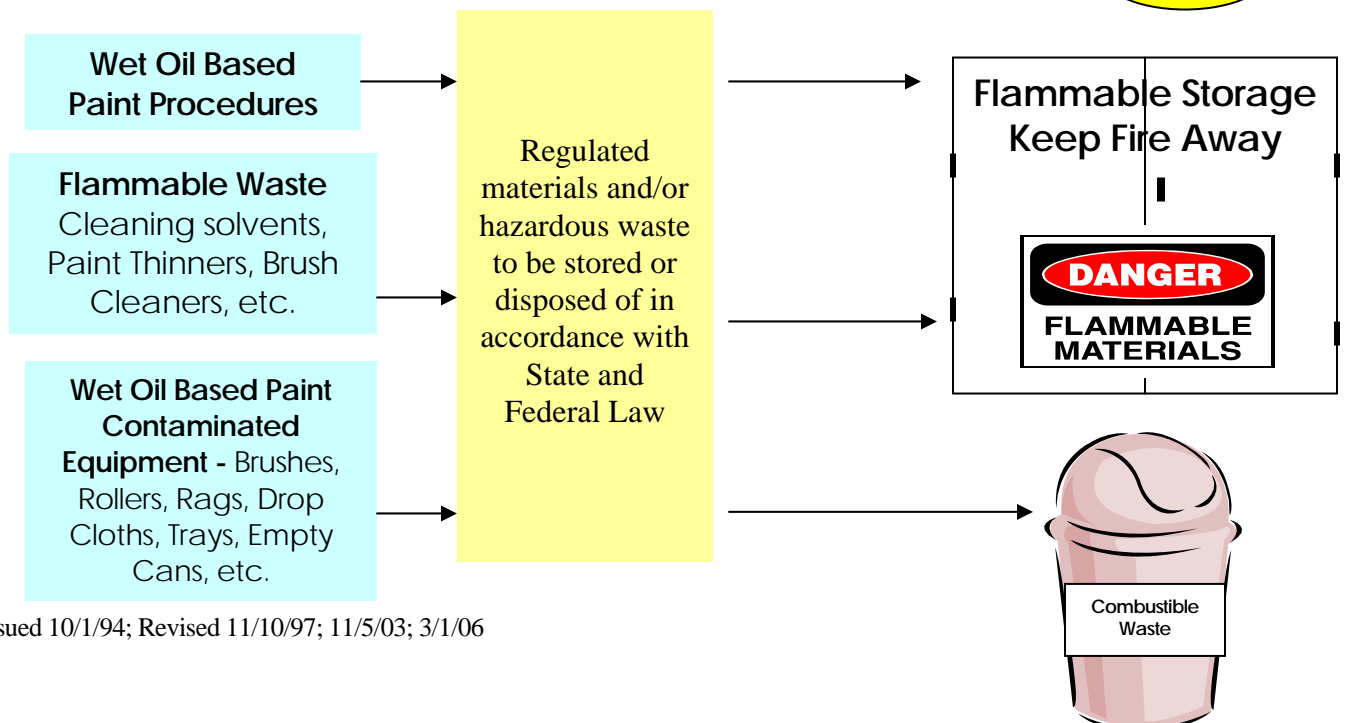 Wet Oil Based
Paint Procedures
Flammable Waste
Cleaning solvents,
Paint Thinners, Brush
Cleaners, etc.
Wet Oil Based Paint
Contaminated
Equipment - Brushes,
Rollers, Rags, Drop
Cloths, Trays, Empty
Cans, etc.
Regulated
materials and/or
hazardous waste
to be stored or
disposed of in
accordance with
State and
Federal Law
Flammable Storage
Keep Fire Away
DANGER
FLAMMABLE
MATERIALS
Combustible
Waste
sued 10/1/94; Revised 11/10/97; 11/5/03; 3/1/06